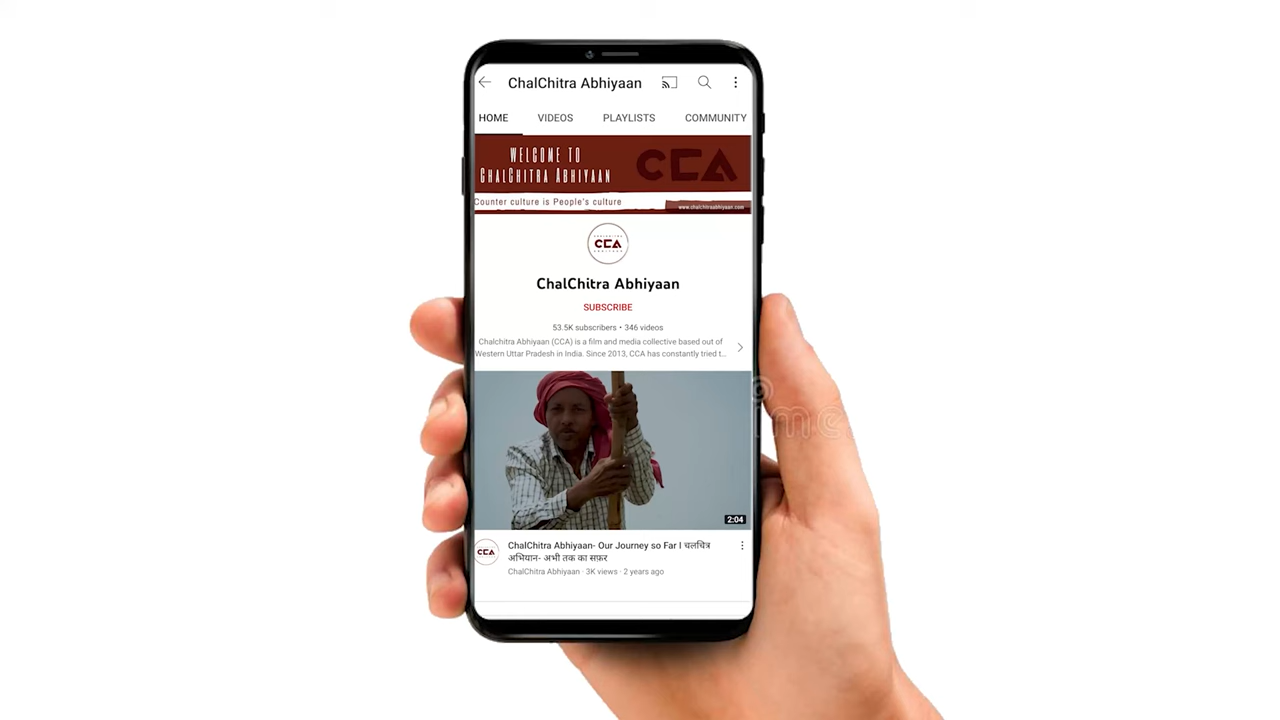 ChalChitra Abhiyaan
HOME VIDEOS PLAYLISTS COMMUNITY
WELCOME TO
CHALCHITRA ABHIYAAN
CCA
Counter culture is People's culture
www.chalchitraabhiyaan.com
CCA
ChalChitra Abhiyaan
SUBSCRIBE
53.5K subscribers • 346 videos
Chalchitra Abhiyaan (CCA) is a film and media collective based out of
Western Uttar Pradesh in India. Since 2013, CCA has constantly tried t...
2:04
CCA
ChalChitra Abhiyaan- Our Journey so Far I चलचित्र
अभियान- अभी तक का सफ़र
ChalChitra Abhiyaan · 3K views · 2 years ago